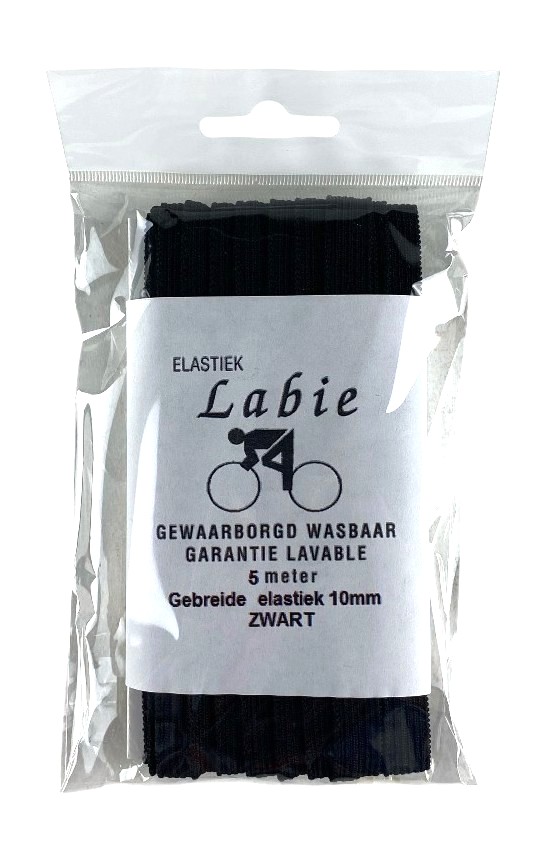 ELASTIEK
Labie
GEWAARBORGD WASBAAR
GARANTIE LAVABLE
5 meter
Gebreide elastiek 10mm
ZWART